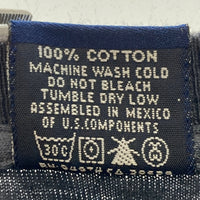 100% COTTON
MACHINE WASH COLD
DO NOT BLEACH
TUMBLE DRY LOW
ASSEMBLED IN MEXICO
OF U.S. COMPONENTS
30°C